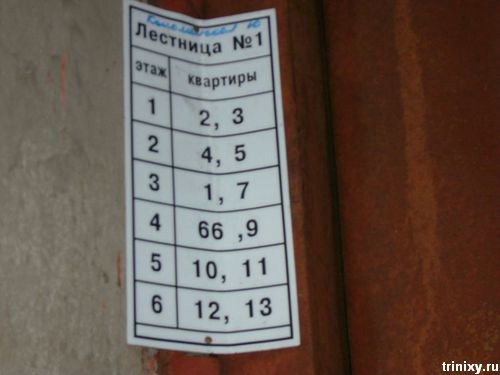 Лестница №1
этаж квартиры
1 2, 3
2 4, 5
3 1, 7
4 66 ,9
5 10, 11
6 12, 13
trinixy.ru